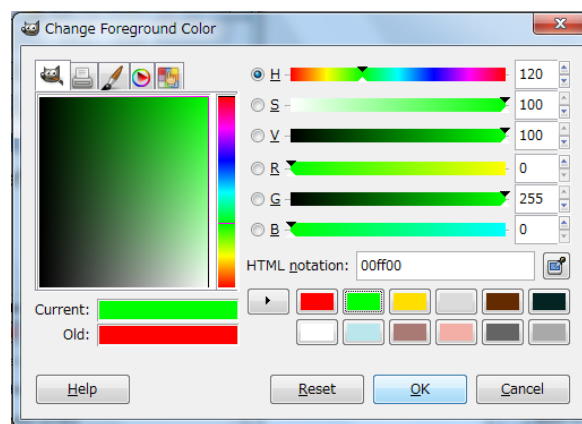 Change Foreground Color
H 120
S 100
V 100
R 0
G 255
B 0
HTML notation: 00ff00
Current:
Old:
Help Reset OK Cancel